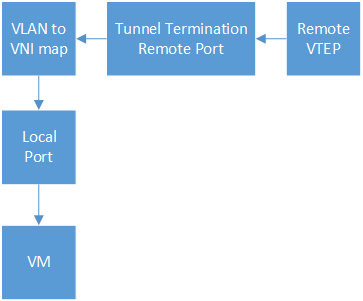 VLAN to
VNI map
Tunnel Termination
Remote Port
Remote
VTEP
Local
Port
VM